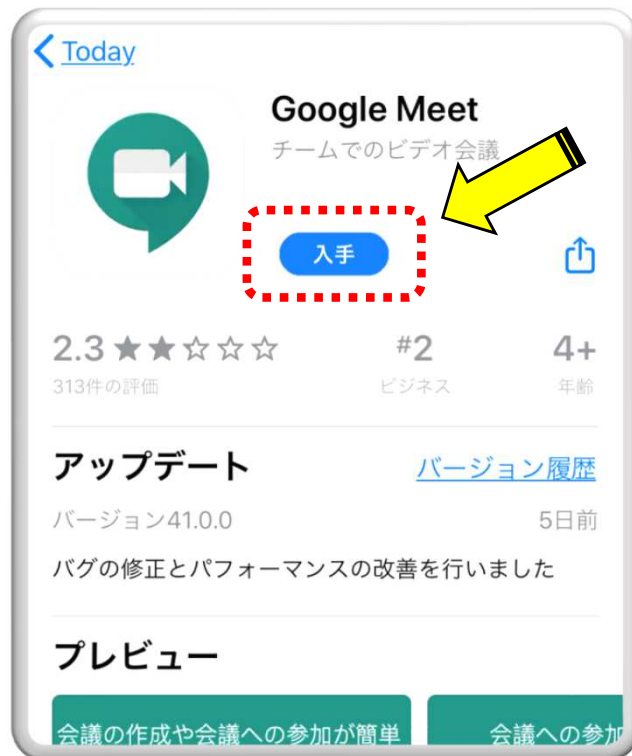 Today
Google Meet
チームでのビデオ会議
入手
2.3 ★★☆☆☆
#2
4+
313件の評価
ビジネス
年齢
アップデート
バージョン履歴
バージョン41.0.0
5日前
バグの修正とパフォーマンスの改善を行いました
プレビュー
会議の作成や会議への参加が簡単
会議への参加